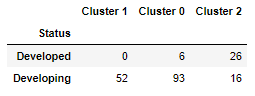 Cluster 1 Cluster 0 Cluster 2
Status
Developed 0 6 26
Developing 52 93 16